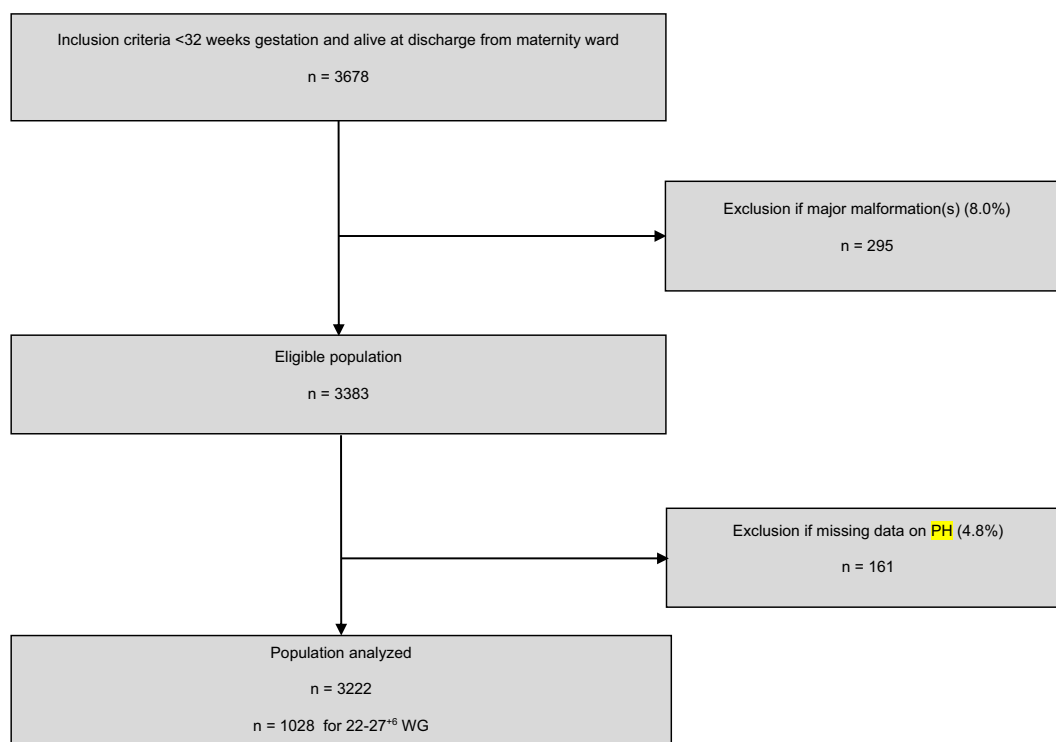 Inclusion criteria <32 weeks gestation and alive at discharge from maternity ward
n = 3678
Exclusion if major malformation(s) (8.0%)
n = 295
Eligible population
n = 3383
Exclusion if missing data on PH (4.8%)
n = 161
Population analyzed
n = 3222
n = 1028 for 22-27⁺⁶ WG